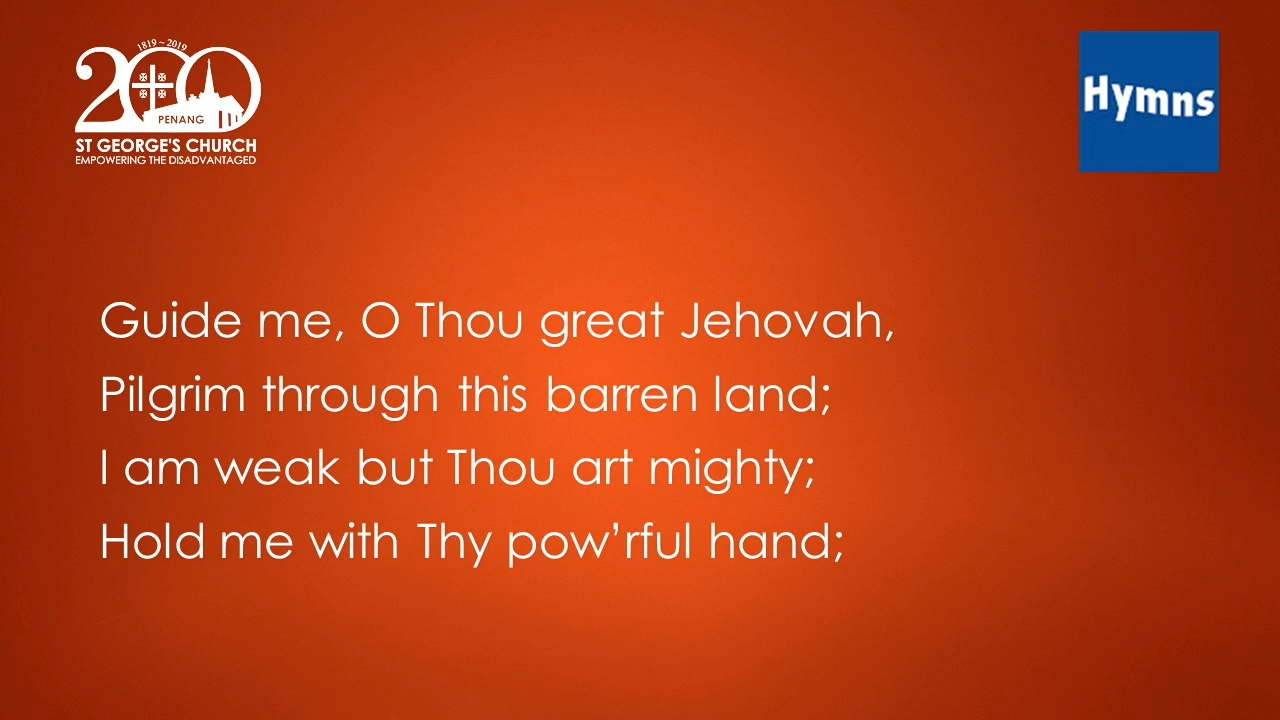 1819 ~ 2019
200
PENANG
ST GEORGE'S CHURCH
EMPOWERING THE DISADVANTAGED
Hymns
Guide me, O Thou great Jehovah,
Pilgrim through this barren land;
I am weak but Thou art mighty;
Hold me with Thy pow’rful hand;